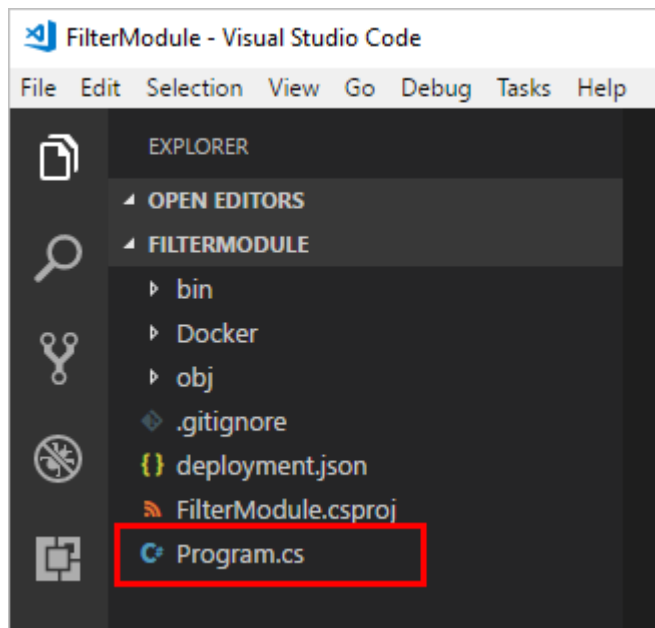 FilterModule - Visual Studio Code
File Edit Selection View Go Debug Tasks Help
EXPLORER
OPEN EDITORS
FILTERMODULE
bin
Docker
obj
.gitignore
{} deployment.json
FilterModule.csproj
C# Program.cs